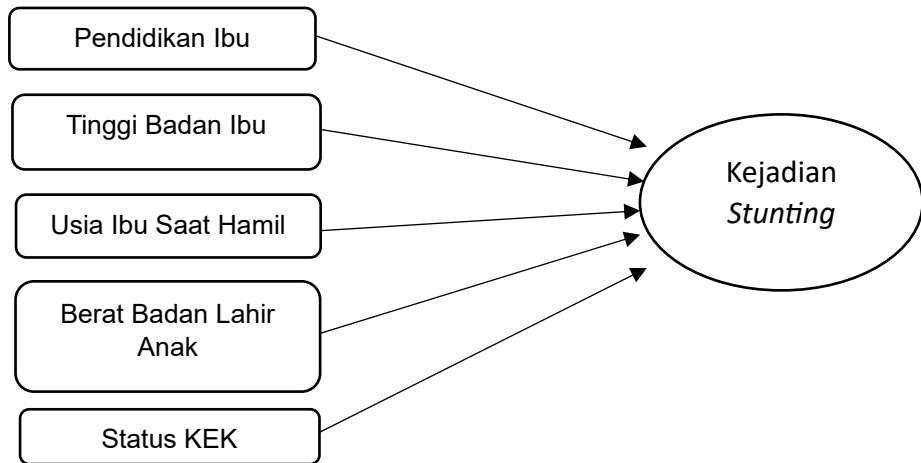 Pendidikan Ibu
Tinggi Badan Ibu
Usia Ibu Saat Hamil
Berat Badan Lahir
Anak
Status KEK
Kejadian
Stunting